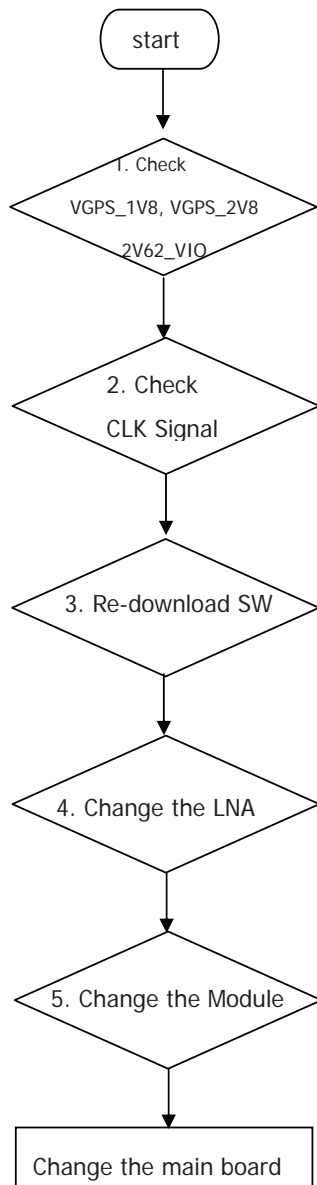 start
1. Check
VGPS_1V8, VGPS_2V8
2V62_VIO
2. Check
CLK Signal
3. Re-download SW
4. Change the LNA
5. Change the Module
Change the main board